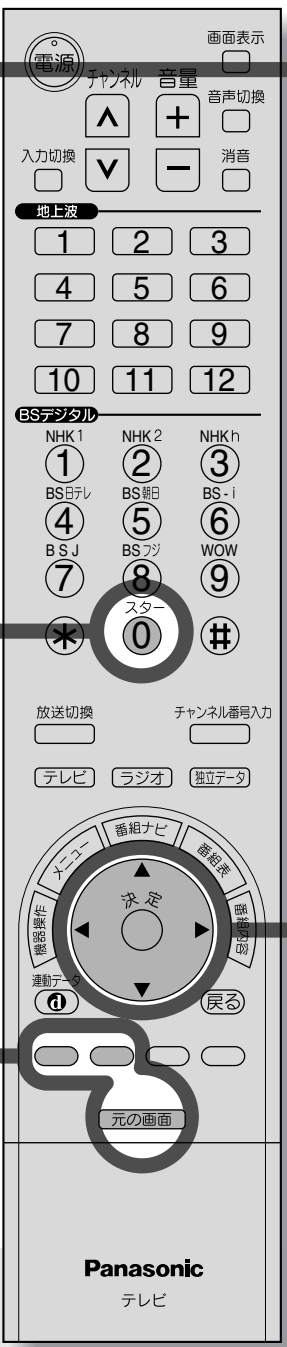 画面表示
電源
チャンネル 音量
音声切換
入力切換
消音
地上波
1 2 3
4 5 6
7 8 9
10 11 12
BSデジタル
NHK1 NHK2 NHKh
1 2 3
BS日テレ BS朝日 BS-i
4 5 6
BSJ BSフジ WOW
7 8 9
スター
* 0 #
放送切換 チャンネル番号入力
テレビ ラジオ 独立データ
機器操作 メニュー 番組ナビ 番組表 番組内容
決定
連動データ
d 戻る
元の画面
Panasonic
テレビ